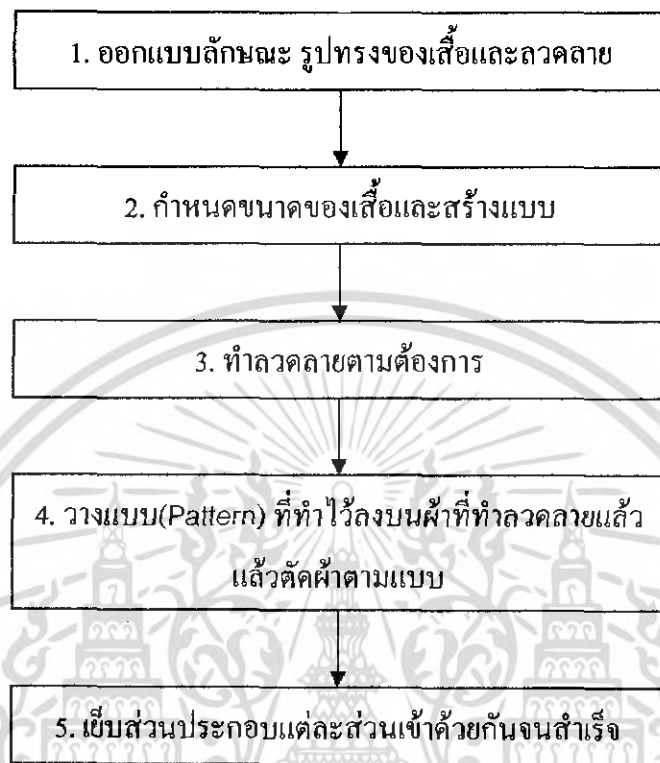 1. ออกแบบลักษณะ รูปทรงของเสื้อและลวดลาย
2. กำหนดขนาดของเสื้อและสร้างแบบ
3. ทำลวดลายตามต้องการ
4. วางแบบ(Pattern) ที่ทำไว้ลงบนผ้าที่ทำลวดลายแล้ว
แล้วตัดผ้าตามแบบ
5. เย็บส่วนประกอบแต่ละส่วนเข้าด้วยกันจนสำเร็จ